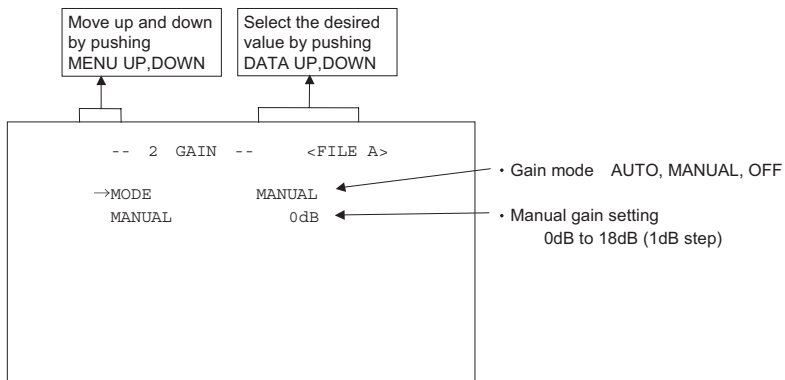 Move up and down
by pushing
MENU UP,DOWN
Select the desired
value by pushing
DATA UP,DOWN
-- 2 GAIN -- <FILE A>
→MODE MANUAL
MANUAL 0dB
・Gain mode AUTO, MANUAL, OFF
・Manual gain setting
0dB to 18dB (1dB step)